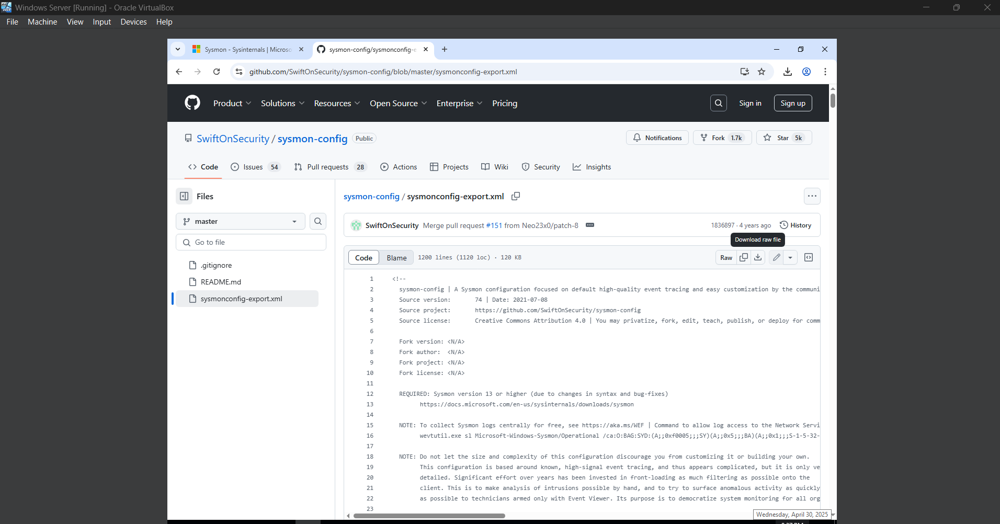 Windows Server [Running] - Oracle VirtualBox
File Machine View Input Devices Help
Sysmon - Sysinternals | Microso
sysmon-config/sysmonconfig-e
github.com/SwiftOnSecurity/sysmon-config/blob/master/sysmonconfig-export.xml
Product Solutions Resources Open Source Enterprise Pricing
Sign in Sign up
SwiftOnSecurity / sysmon-config Public
Notifications Fork 1.7k Star 5k
Code Issues 54 Pull requests 28 Actions Projects Wiki Security Insights
Files
master
Go to file
.gitignore
README.md
sysmonconfig-export.xml
sysmon-config / sysmonconfig-export.xml
SwiftOnSecurity Merge pull request #151 from Neo23x0/patch-8
1836897 · 4 years ago History
Download raw file
Code Blame 1200 lines (1120 loc) · 120 KB
Raw
1 <!--
2 sysmon-config | A Sysmon configuration focused on default high-quality event tracing and easy customization by the communi
3 Source version: 74 | Date: 2021-07-08
4 Source project: https://github.com/SwiftOnSecurity/sysmon-config
5 Source license: Creative Commons Attribution 4.0 | You may privatize, fork, edit, teach, publish, or deploy for comm
6
7 Fork version: <N/A>
8 Fork author: <N/A>
9 Fork project: <N/A>
10 Fork license: <N/A>
11
12 REQUIRED: Sysmon version 13 or higher (due to changes in syntax and bug-fixes)
13 https://docs.microsoft.com/en-us/sysinternals/downloads/sysmon
14
15 NOTE: To collect Sysmon logs centrally for free, see https://aka.ms/WEF | Command to allow log access to the Network Servi
16 wevtutil.exe sl Microsoft-Windows-Sysmon/Operational /ca:O:BAG:SYD:(A;;0xf0005;;;SY)(A;;0x5;;;BA)(A;;0x1;;;S-1-5-32-
17
18 NOTE: Do not let the size and complexity of this configuration discourage you from customizing it or building your own.
19 This configuration is based around known, high-signal event tracing, and thus appears complicated, but it is only ve
20 detailed. Significant effort over years has been invested in front-loading as much filtering as possible onto the
21 client. This is to make analysis of intrusions possible by hand, and to try to surface anomalous activity as quickly
22 as possible to technicians armed only with Event Viewer. Its purpose is to democratize system monitoring for all org
23
Wednesday, April 30, 2025